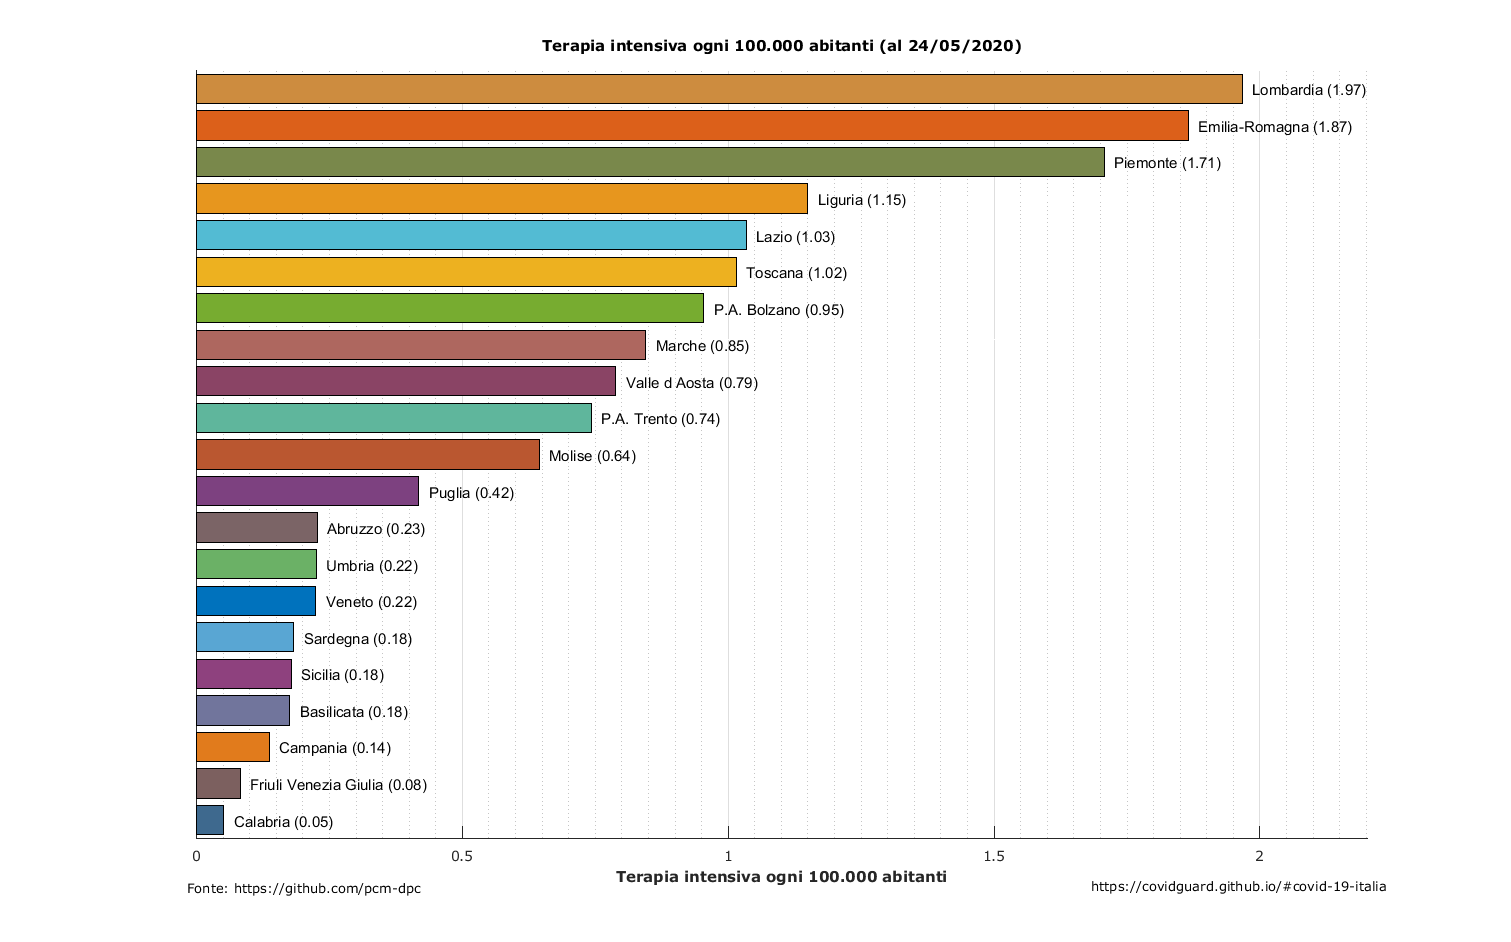 Terapia intensiva ogni 100.000 abitanti (al 24/05/2020)
Lombardia (1.97)
Emilia-Romagna (1.87)
Piemonte (1.71)
Liguria (1.15)
Lazio (1.03)
Toscana (1.02)
P.A. Bolzano (0.95)
Marche (0.85)
Valle d Aosta (0.79)
P.A. Trento (0.74)
Molise (0.64)
Puglia (0.42)
Abruzzo (0.23)
Umbria (0.22)
Veneto (0.22)
Sardegna (0.18)
Sicilia (0.18)
Basilicata (0.18)
Campania (0.14)
Friuli Venezia Giulia (0.08)
Calabria (0.05)
0 0.5 1 1.5 2
Terapia intensiva ogni 100.000 abitanti
Fonte: https://github.com/pcm-dpc
https://covidguard.github.io/#covid-19-italia